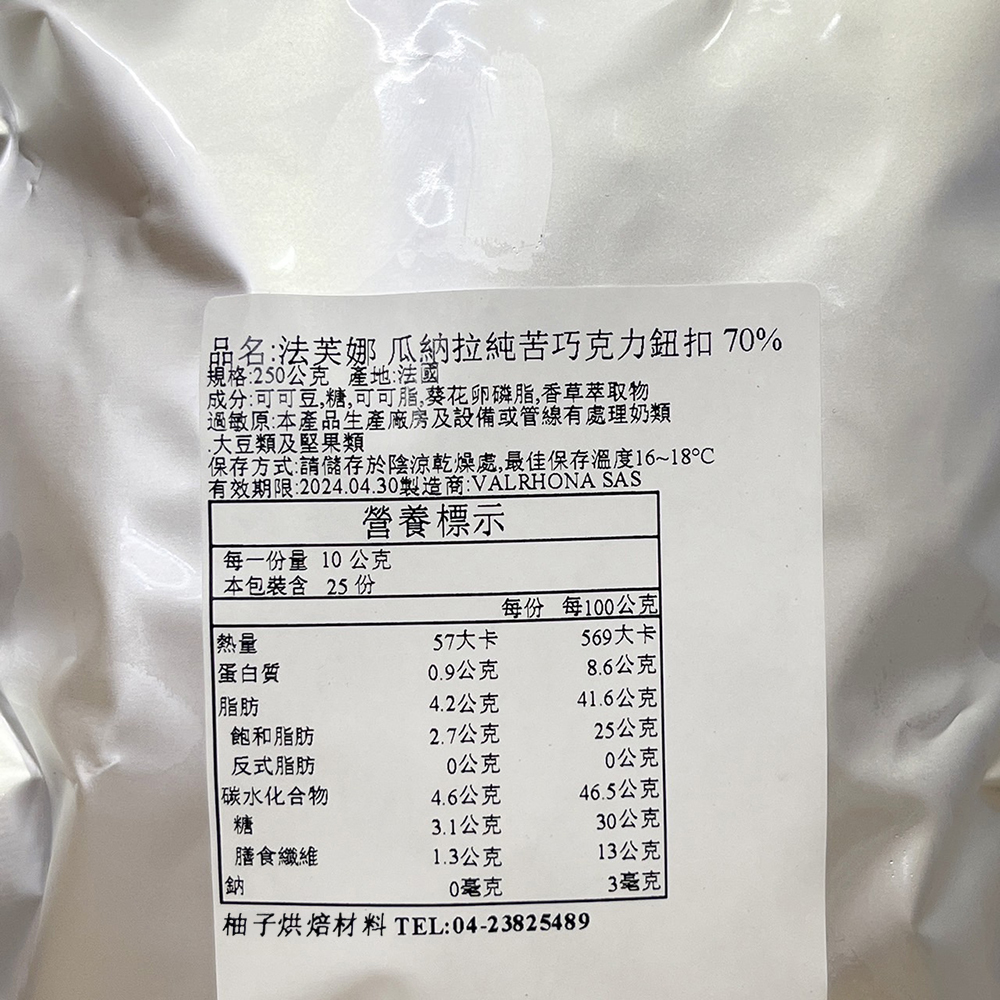 品名:法芙娜 瓜納拉純苦巧克力鈕扣 70%
規格:250公克 產地:法國
成分:可可豆,糖,可可脂,葵花卵磷脂,香草萃取物
過敏原:本產品生產廠房及設備或管線有處理奶類
.大豆類及堅果類
保存方式:請儲存於陰涼乾燥處,最佳保存溫度16~18°C
有效期限:2024.04.30製造商:VALRHONA SAS
營養標示
每一份量 10 公克
本包裝含 25 份
每份 每100公克
熱量 57大卡 569大卡
蛋白質 0.9公克 8.6公克
脂肪 4.2公克 41.6公克
飽和脂肪 2.7公克 25公克
反式脂肪 0公克 0公克
碳水化合物 4.6公克 46.5公克
糖 3.1公克 30公克
膳食纖維 1.3公克 13公克
鈉 0毫克 3毫克
柚子烘焙材料 TEL:04-23825489